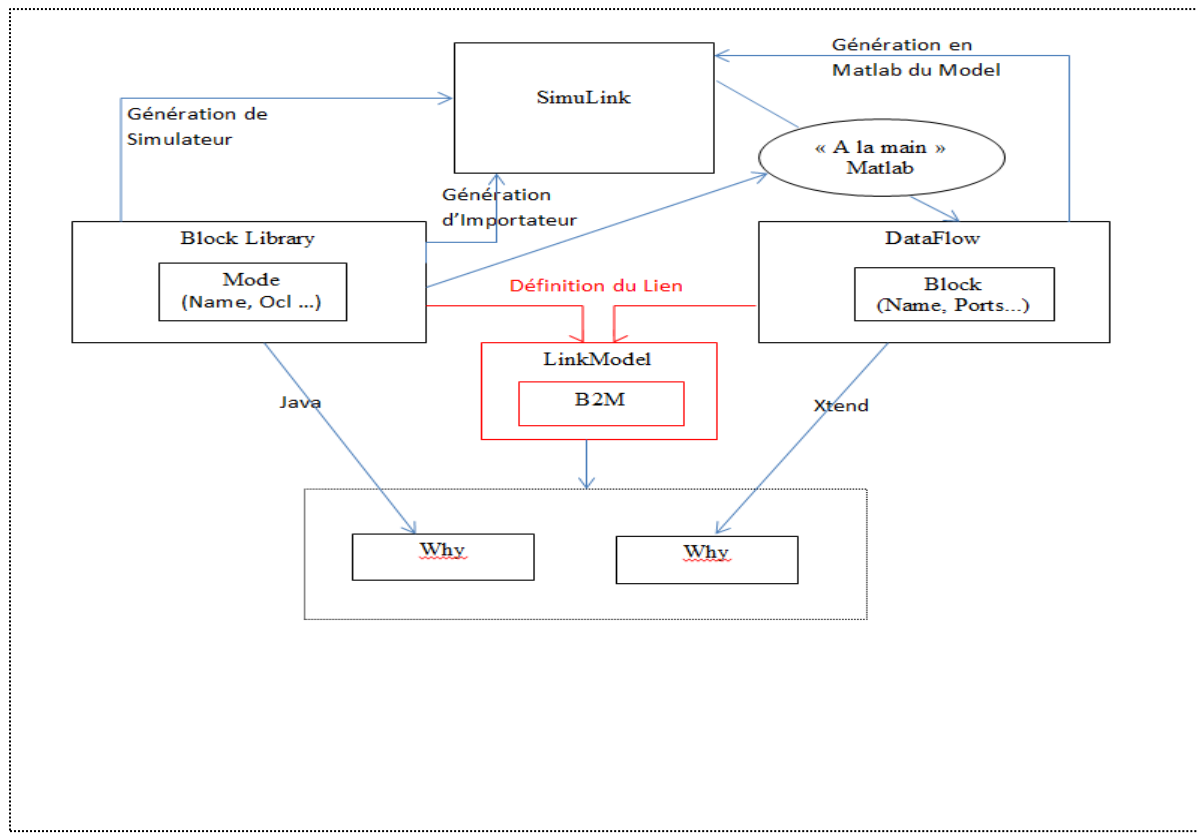 Génération en
Matlab du Model
SimuLink
Génération de
Simulateur
« A la main »
Matlab
Génération
d'Importateur
Block Library
Mode
(Name, Ocl ...)
DataFlow
Block
(Name, Ports...)
Définition du Lien
LinkModel
B2M
Java
Xtend
Why
Why